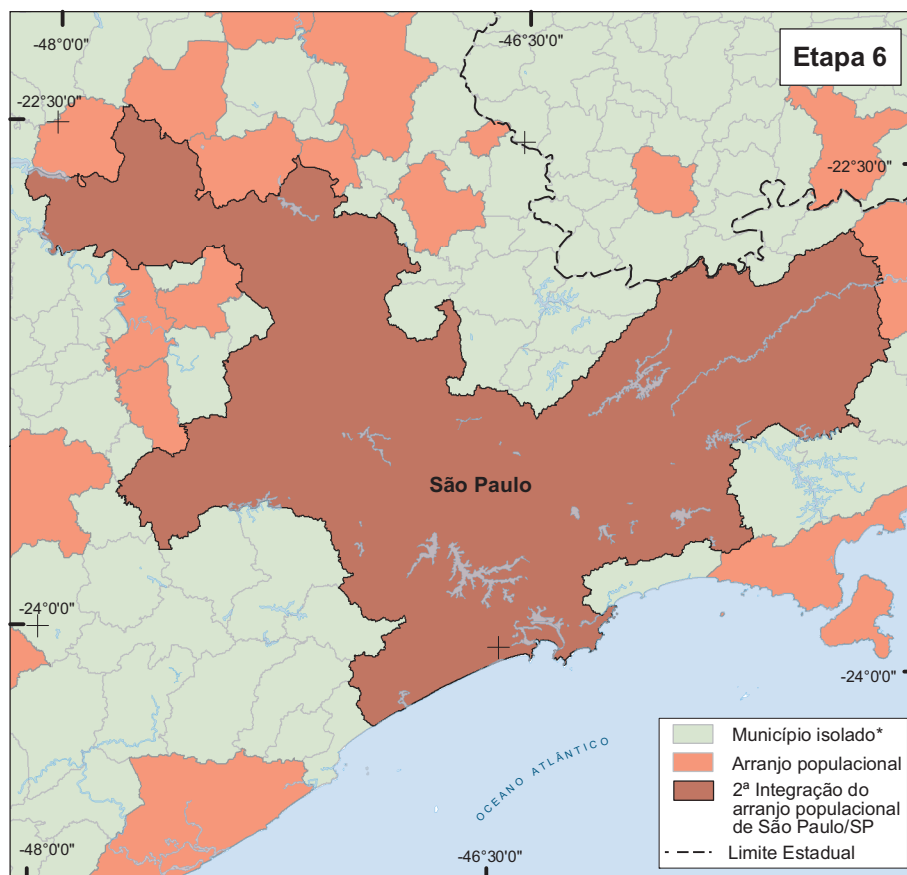 -48°0'0"
-46°30'0"
Etapa 6
-22°30'0"
-22°30'0"
São Paulo
-24°0'0"
-24°0'0"
OCEANO ATLÂNTICO
Município isolado*
Arranjo populacional
2ª Integração do
arranjo populacional
de São Paulo/SP
Limite Estadual
-48°0'0"
-46°30'0"